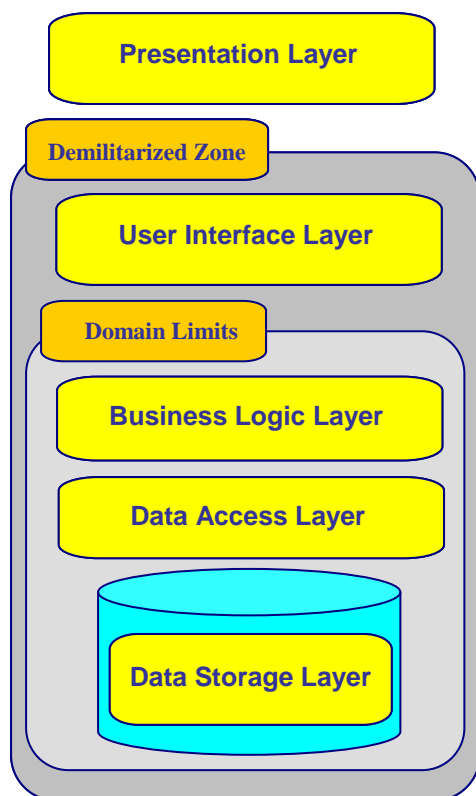 Presentation Layer
Demilitarized Zone
User Interface Layer
Domain Limits
Business Logic Layer
Data Access Layer
Data Storage Layer